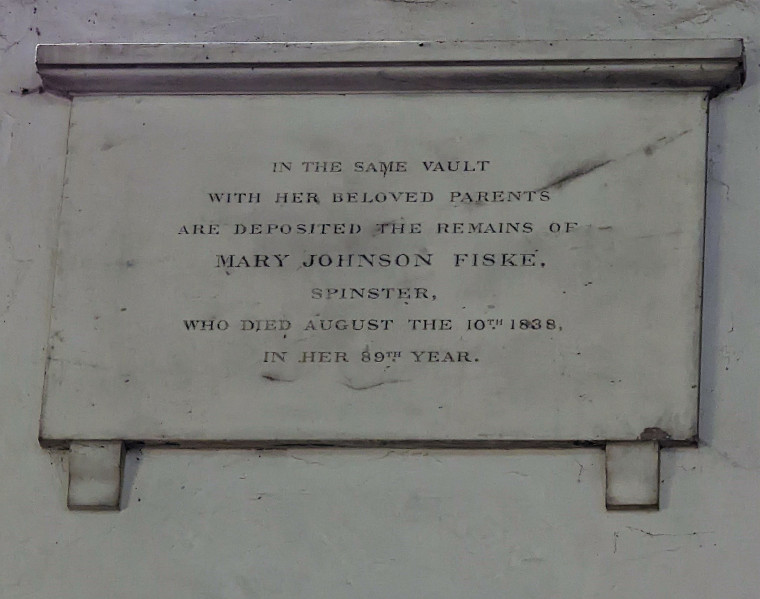 IN THE SAME VAULT
WITH HER BELOVED PARENTS
ARE DEPOSITED THE REMAINS OF
MARY JOHNSON FISKE,
SPINSTER,
WHO DIED AUGUST THE 10TH 1838,
IN HER 89TH YEAR.